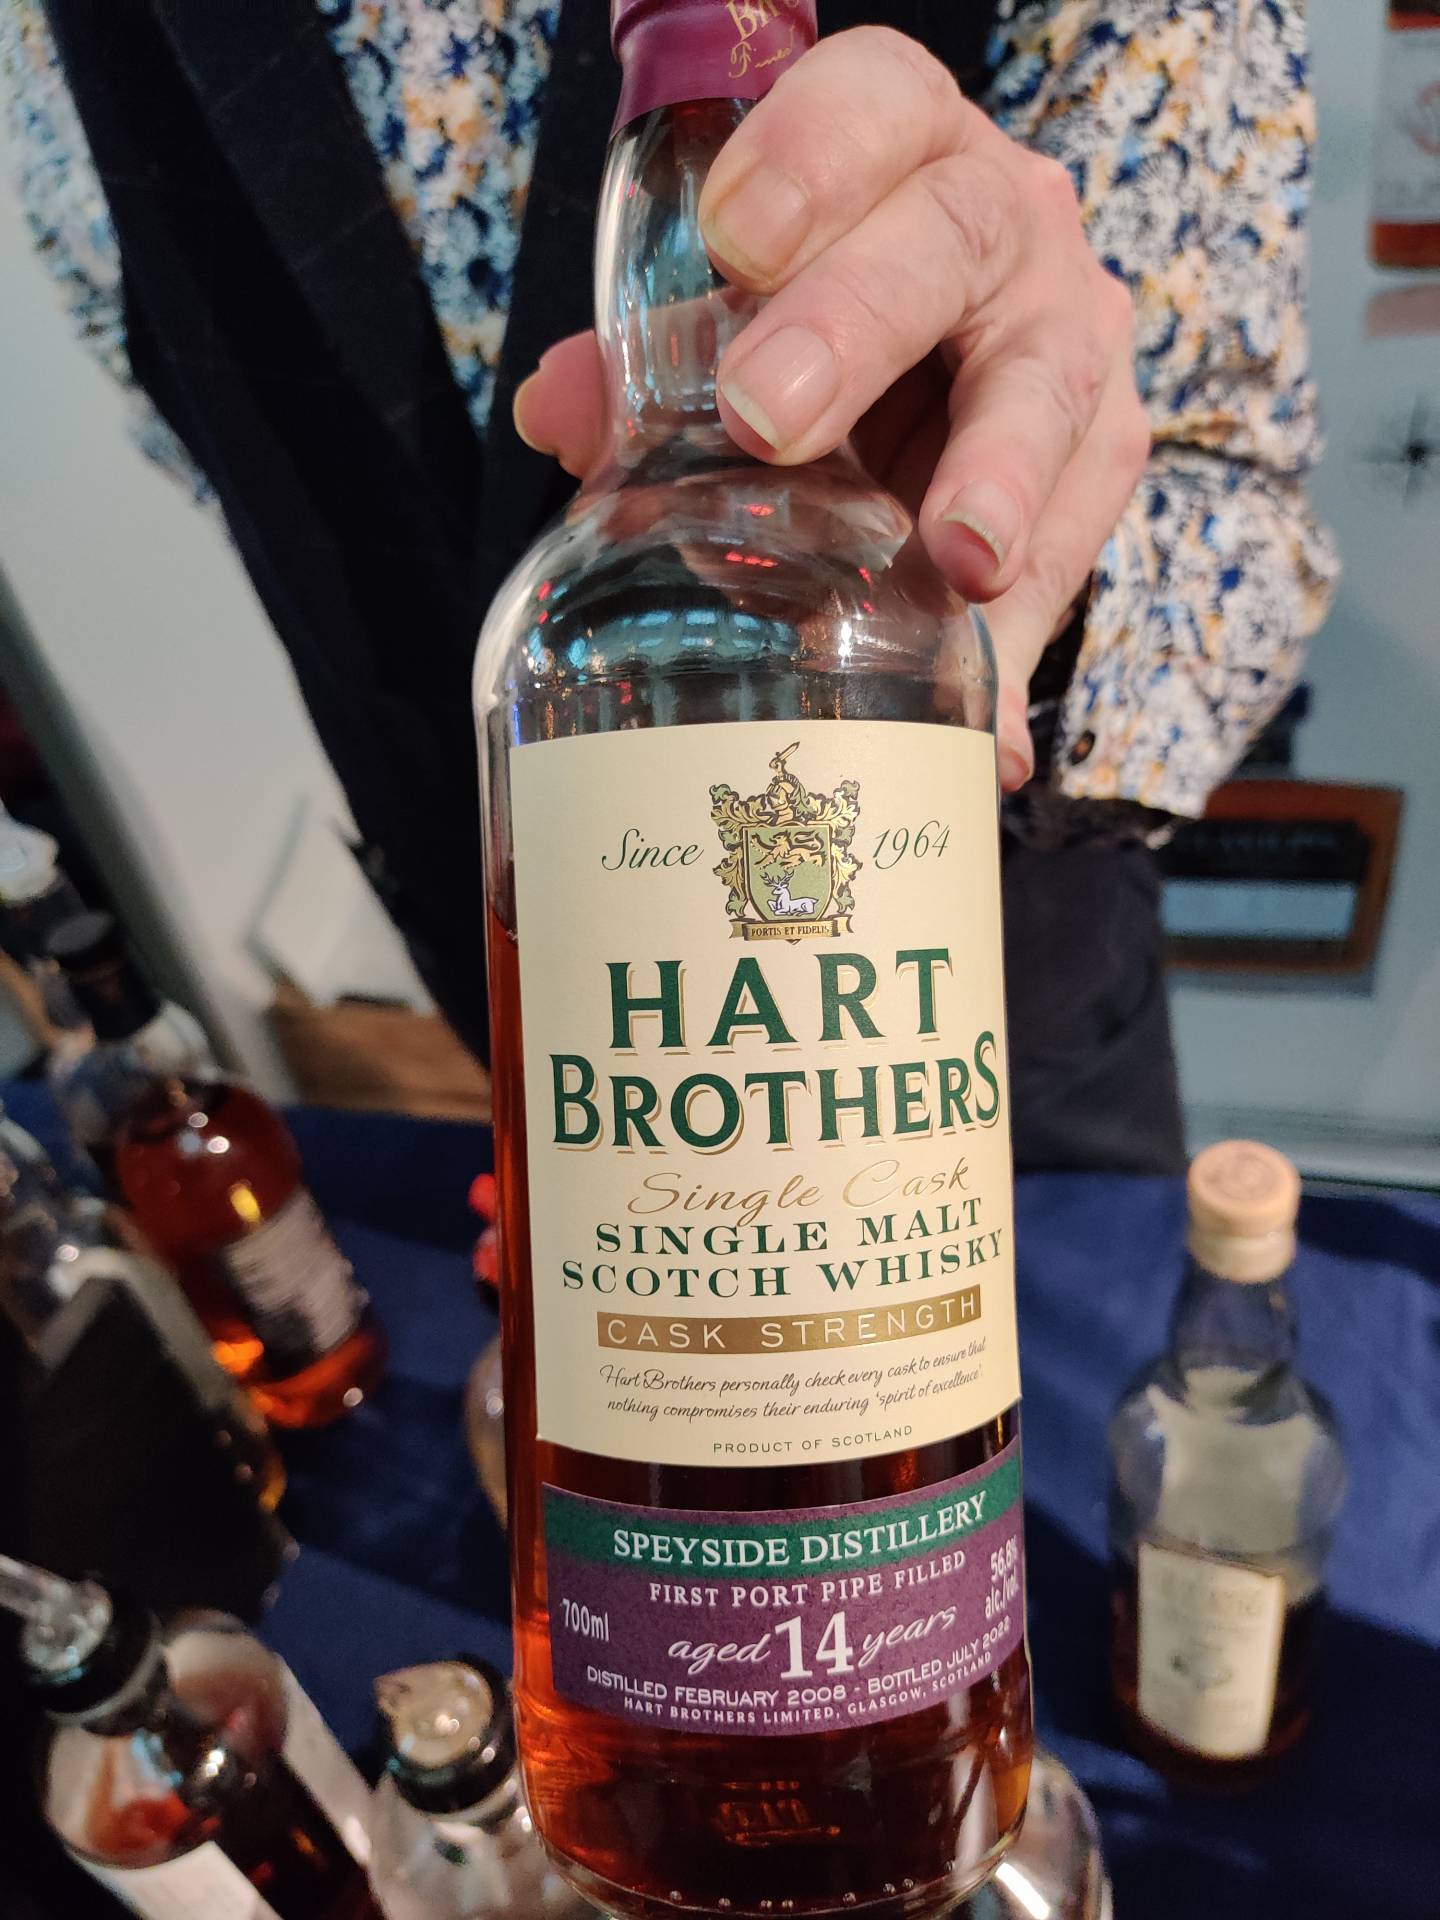 Since 1964
FORTIS ET FIDELIS
HART
BROTHERS
Single Cask
SINGLE MALT
SCOTCH WHISKY
CASK STRENGTH
Hart Brothers personally check every cask to ensure that
nothing compromises their enduring 'spirit of excellence'.
PRODUCT OF SCOTLAND
SPEYSIDE DISTILLERY
FIRST PORT PIPE FILLED
700ml
aged 14 years
56,8%
alc./vol.
DISTILLED FEBRUARY 2008 - BOTTLED JULY 2022
HART BROTHERS LIMITED, GLASGOW, SCOTLAND